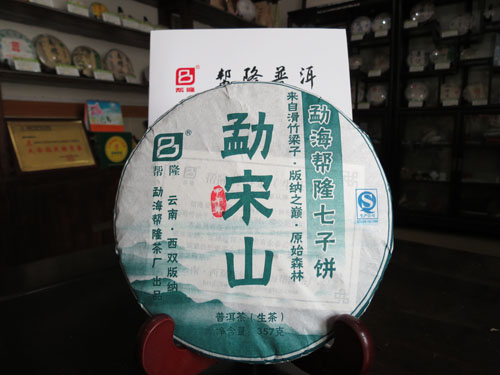 帮隆
帮隆普洱
勐海帮隆七子饼
来自滑竹梁子·版纳之巅·原始森林
勐宋山
帮隆
云南·西双版纳
勐海帮隆茶厂 出品
普洱茶（生茶）
净含量：357克